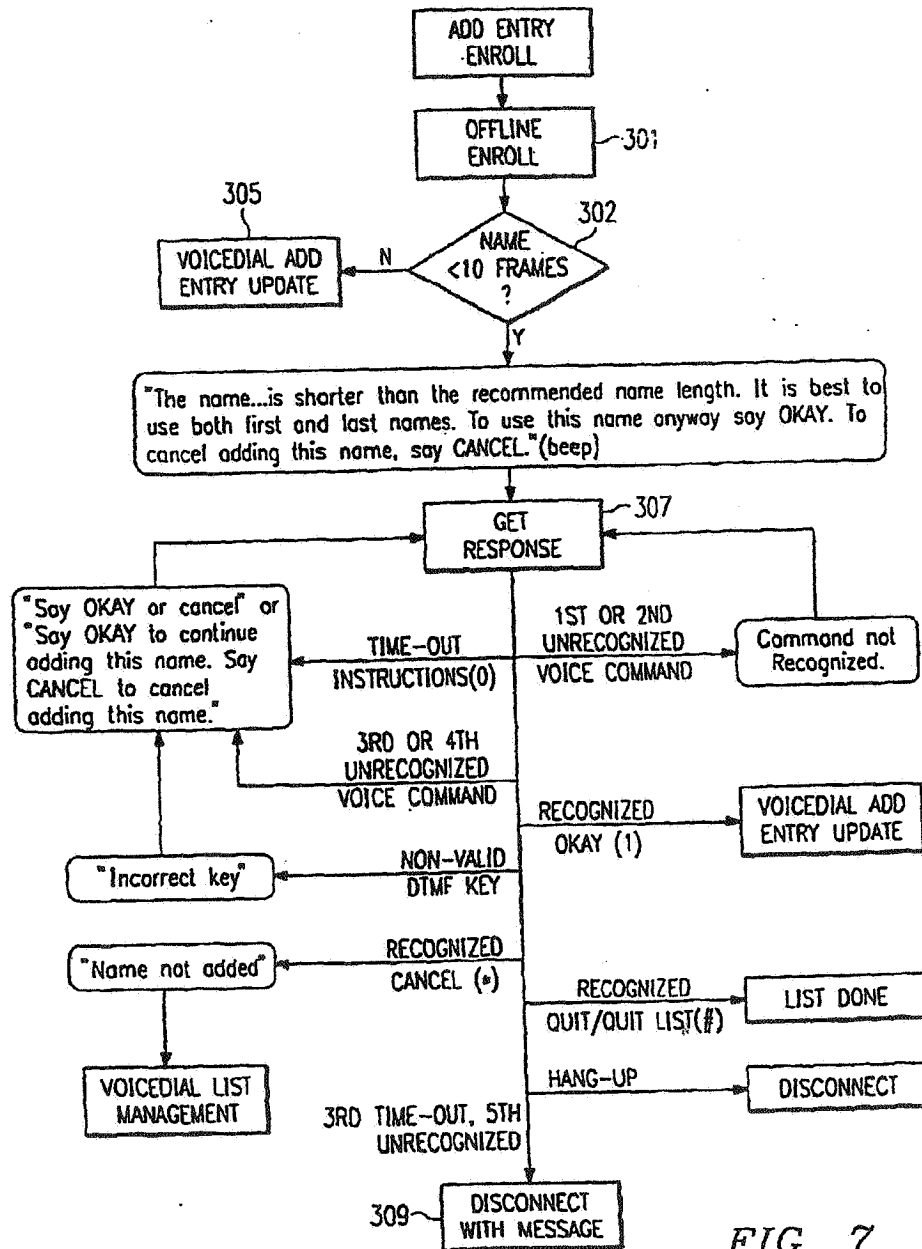 ADD ENTRY
ENROLL
OFFLINE
ENROLL
301
305
302
NAME
<10 FRAMES
?
N
VOICEDIAL ADD
ENTRY UPDATE
Y
"The name...is shorter than the recommended name length. It is best to
use both first and last names. To use this name anyway say OKAY. To
cancel adding this name, say CANCEL."(beep)
307
GET
RESPONSE
"Say OKAY or cancel" or
"Say OKAY to continue
adding this name. Say
CANCEL to cancel
adding this name."
TIME-OUT
INSTRUCTIONS(0)
1ST OR 2ND
UNRECOGNIZED
VOICE COMMAND
Command not
Recognized.
3RD OR 4TH
UNRECOGNIZED
VOICE COMMAND
RECOGNIZED
OKAY (1)
VOICEDIAL ADD
ENTRY UPDATE
"Incorrect key"
NON-VALID
DTMF KEY
"Name not added"
RECOGNIZED
CANCEL (*)
RECOGNIZED
QUIT/QUIT LIST(#)
LIST DONE
VOICEDIAL LIST
MANAGEMENT
HANG-UP
DISCONNECT
3RD TIME-OUT, 5TH
UNRECOGNIZED
309
DISCONNECT
WITH MESSAGE
FIG. 7